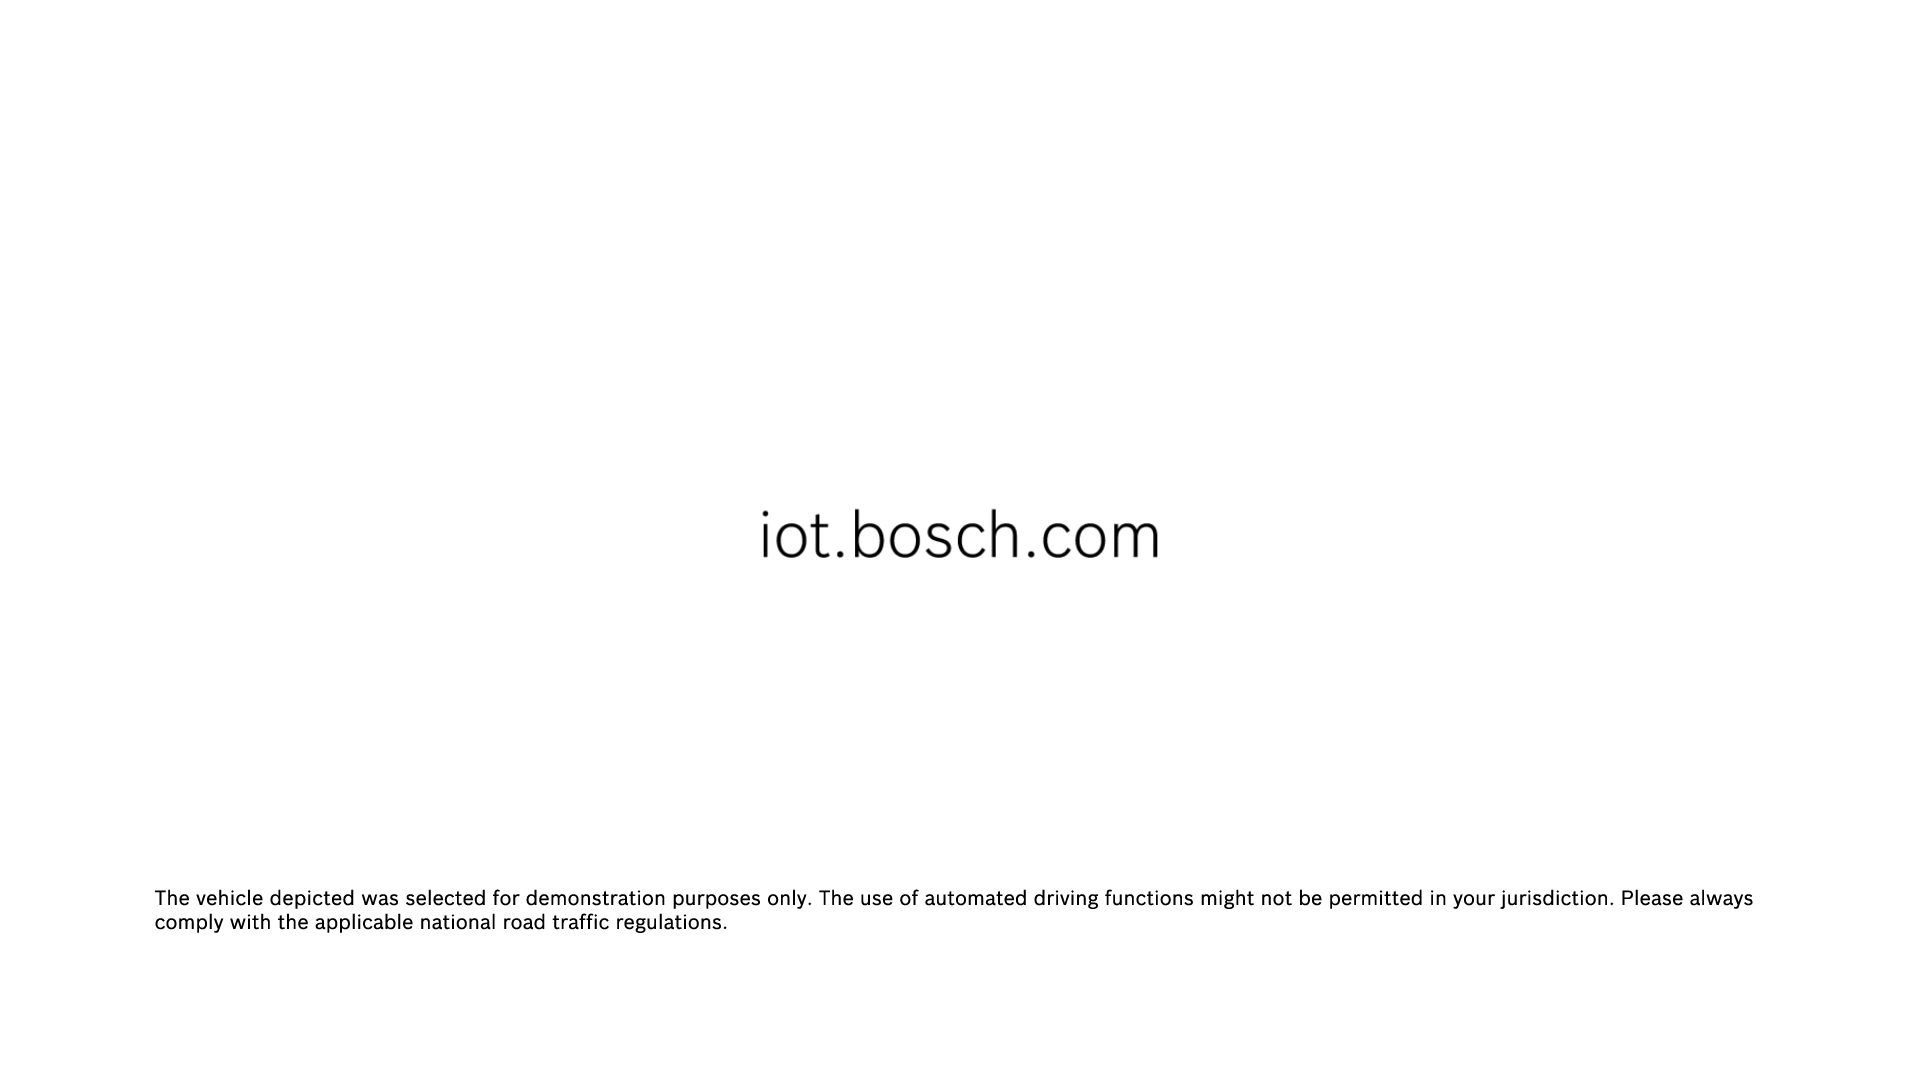 iot.bosch.com
The vehicle depicted was selected for demonstration purposes only. The use of automated driving functions might not be permitted in your jurisdiction. Please always
comply with the applicable national road traffic regulations.